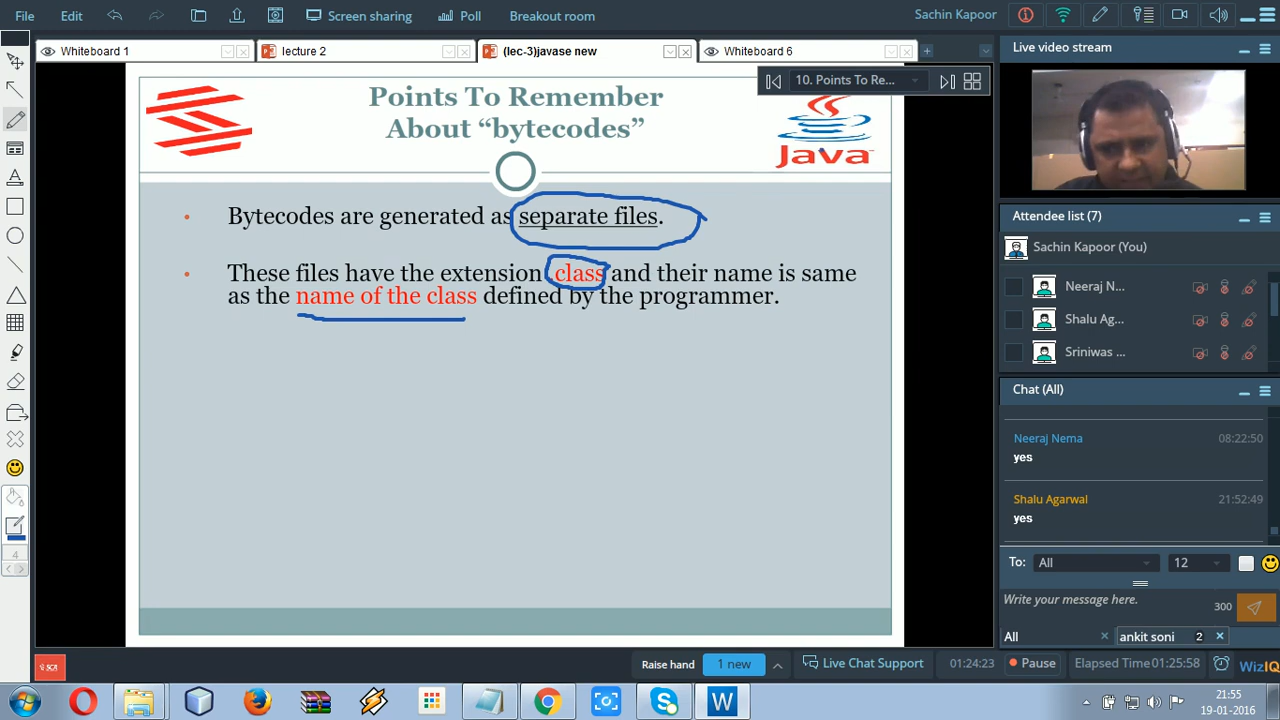 File Edit Screen sharing Poll Breakout room Sachin Kapoor
Whiteboard 1 lecture 2 (lec-3)javase new Whiteboard 6
10. Points To Re...
Points To Remember
About “bytecodes”
Java
Bytecodes are generated as separate files.
These files have the extension .class and their name is same
as the name of the class defined by the programmer.
4
Live video stream
Attendee list (7)
Sachin Kapoor (You)
Neeraj N...
Shalu Ag...
Sriniwas ...
Chat (All)
Neeraj Nema 08:22:50
yes
Shalu Agarwal 21:52:49
yes
To: All 12
Write your message here. 300
All ankit soni 2
SCA
Raise hand 1 new Live Chat Support 01:24:23 Pause Elapsed Time 01:25:58 WizIQ
21:55
19-01-2016